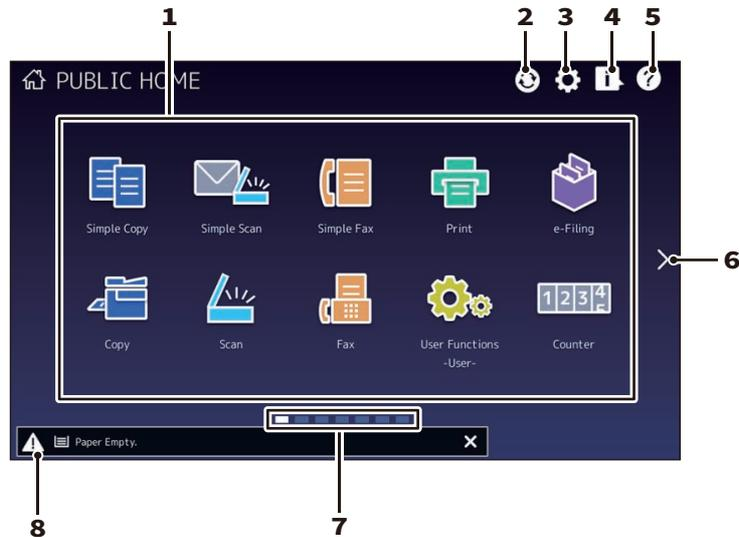 1 2 3 4 5
PUBLIC HOME
i ?
Simple Copy Simple Scan Simple Fax Print e-Filing
6
1 2 3 4 5
Copy Scan Fax User Functions Counter
-User-
Paper Empty.
8 7